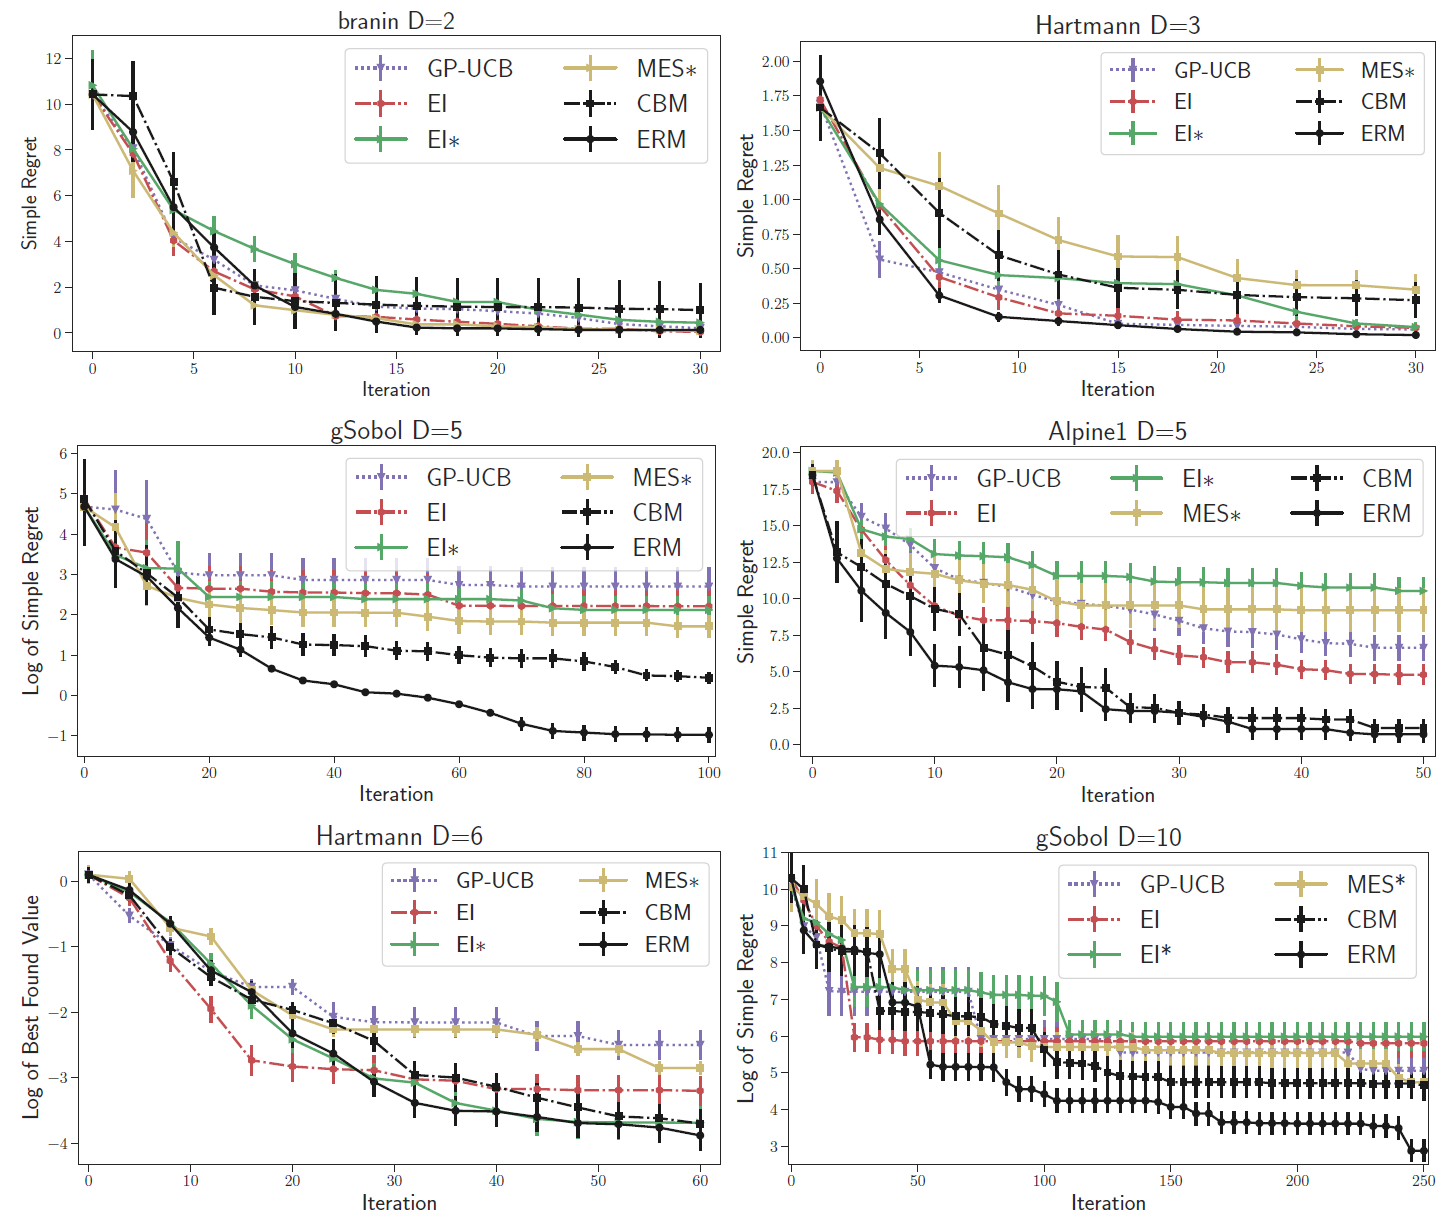 branin D=2
GP-UCB
EI
EI∗
MES∗
CBM
ERM
Simple Regret
12
10
8
6
4
2
0
0 5 10 15 20 25 30
Iteration
Hartmann D=3
GP-UCB
EI
EI∗
MES∗
CBM
ERM
Simple Regret
2.00
1.75
1.50
1.25
1.00
0.75
0.50
0.25
0.00
0 5 10 15 20 25 30
Iteration
gSobol D=5
GP-UCB
EI
EI∗
MES∗
CBM
ERM
Log of Simple Regret
6
5
4
3
2
1
0
−1
0 20 40 60 80 100
Iteration
Alpine1 D=5
GP-UCB
EI
EI∗
MES∗
CBM
ERM
Simple Regret
20.0
17.5
15.0
12.5
10.0
7.5
5.0
2.5
0.0
0 10 20 30 40 50
Iteration
Hartmann D=6
GP-UCB
EI
EI∗
MES∗
CBM
ERM
Log of Best Found Value
0
−1
−2
−3
−4
0 10 20 30 40 50 60
Iteration
gSobol D=10
GP-UCB
EI
EI*
MES*
CBM
ERM
Log of Simple Regret
11
10
9
8
7
6
5
4
3
0 50 100 150 200 250
Iteration